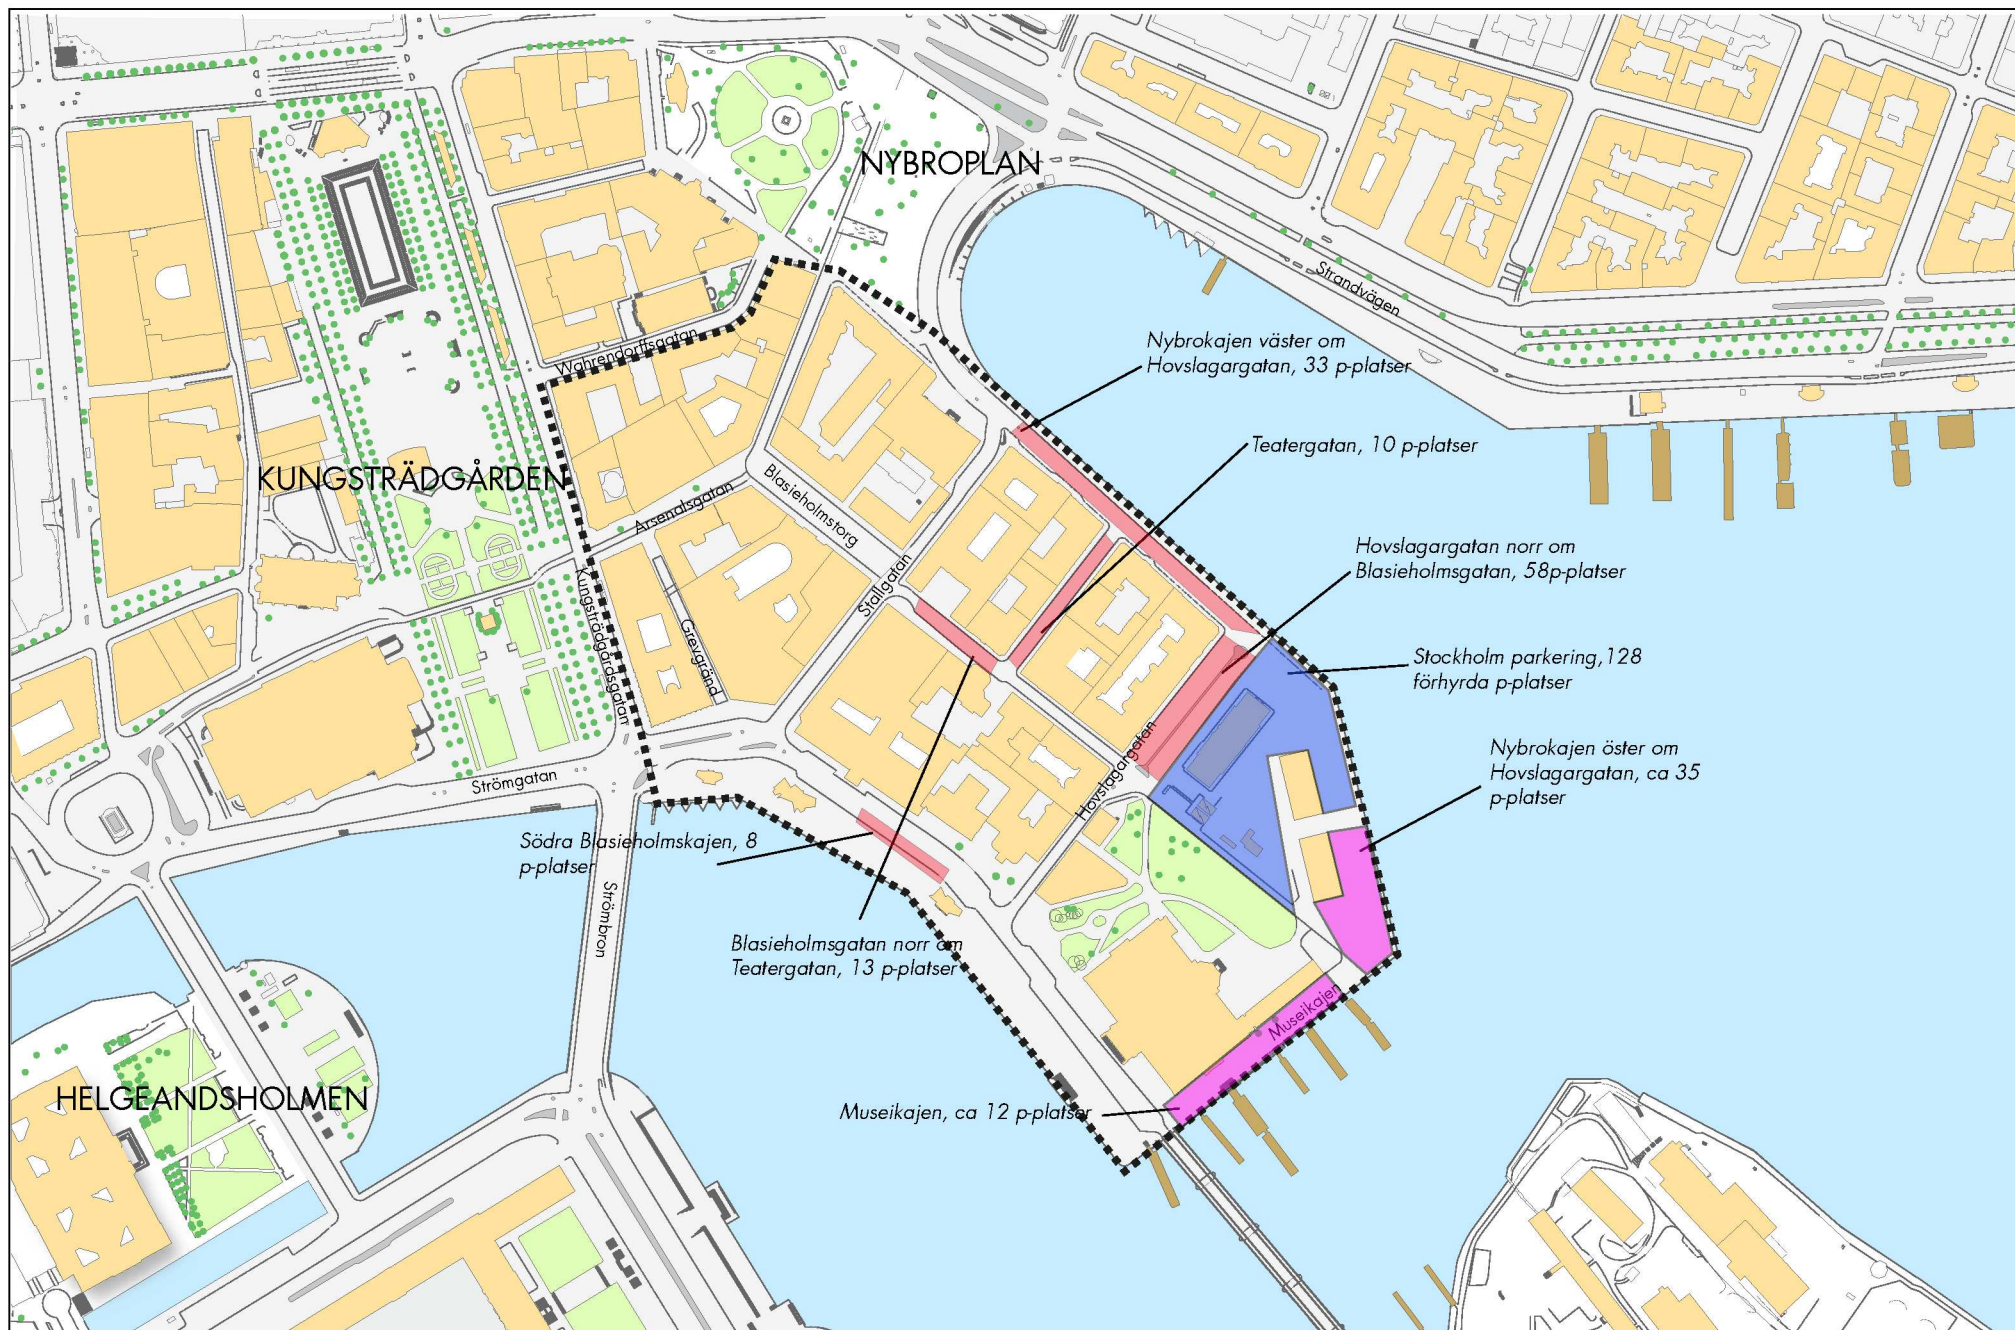 NYBROPLAN
Strandvägen
Wahrendorffsgatan
Nybrokajen väster om
Hovslagargatan, 33 p-platser
Teatergatan, 10 p-platser
KUNGSTRÄDGÅRDEN
Arsenalsgatan
Blasieholmstorg
Stallgatan
Kungsträdgårdsgatan
Grevgränd
Hovslagargatan norr om
Blasieholmsgatan, 58p-platser
Stockholm parkering,128
förhyrda p-platser
Nybrokajen öster om
Hovslagargatan, ca 35
p-platser
Hovslagargatan
Strömgatan
Södra Blasieholmskajen, 8
p-platser
Strömbron
Blasieholmsgatan norr om
Teatergatan, 13 p-platser
Museikajen
HELGEANDSHOLMEN
Museikajen, ca 12 p-platser